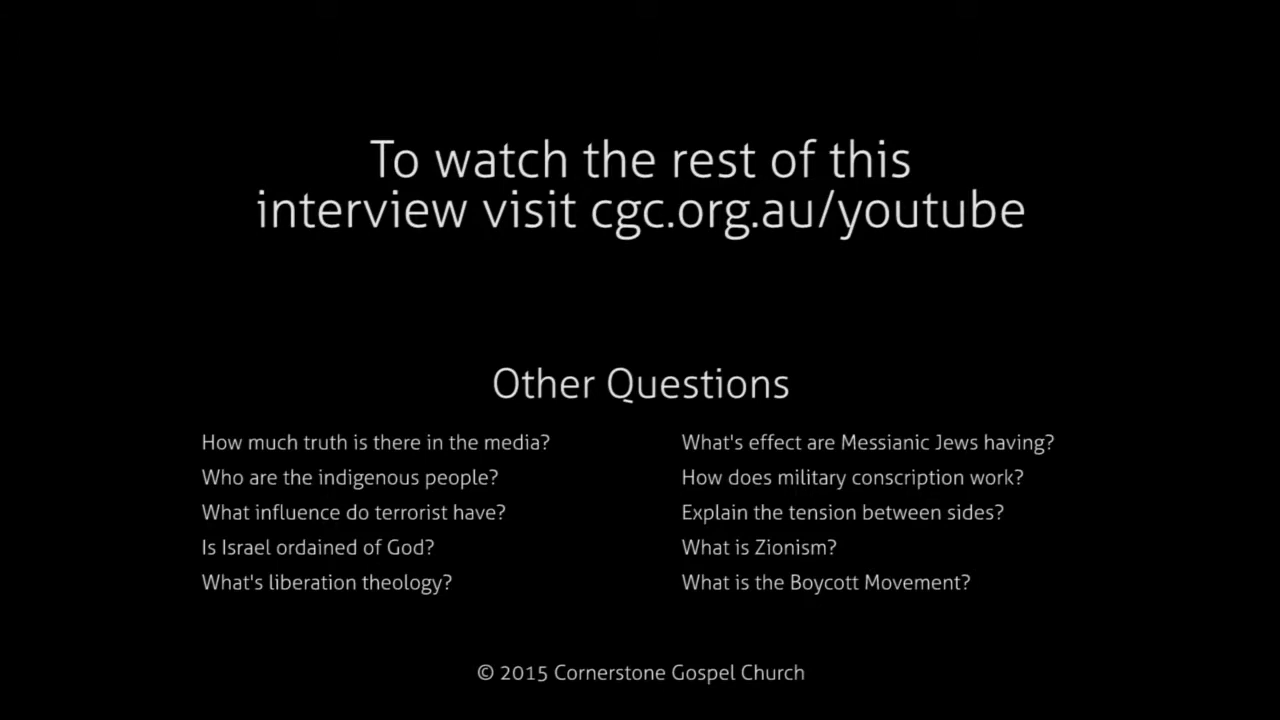 To watch the rest of this
interview visit cgc.org.au/youtube
Other Questions
How much truth is there in the media?
Who are the indigenous people?
What influence do terrorist have?
Is Israel ordained of God?
What's liberation theology?
What's effect are Messianic Jews having?
How does military conscription work?
Explain the tension between sides?
What is Zionism?
What is the Boycott Movement?
© 2015 Cornerstone Gospel Church